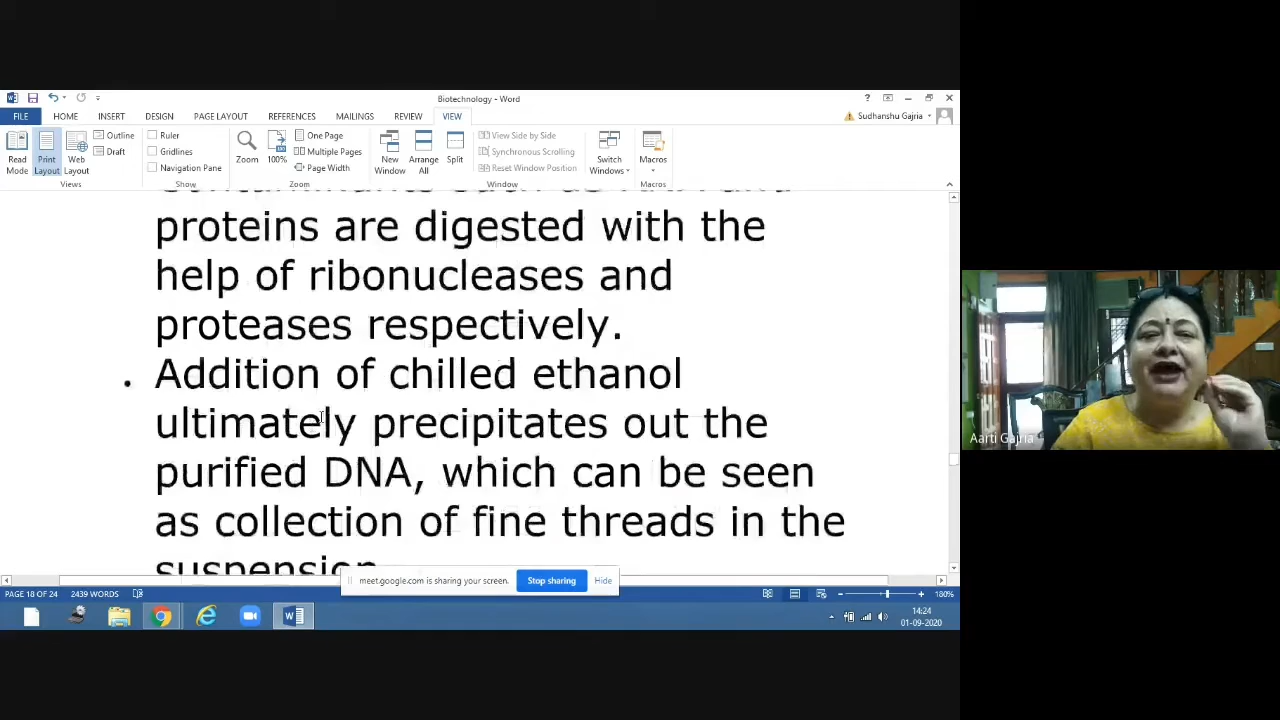 Biotechnology - Word
FILE HOME INSERT DESIGN PAGE LAYOUT REFERENCES MAILINGS REVIEW VIEW Sudhanshu Gajria
Read Mode
Print Layout
Web Layout
Outline
Draft
Views
Ruler
Gridlines
Navigation Pane
Show
Zoom
100%
One Page
Multiple Pages
Page Width
Zoom
New Window
Arrange All
Split
View Side by Side
Synchronous Scrolling
Reset Window Position
Window
Switch Windows
Macros
Macros
proteins are digested with the
help of ribonucleases and
proteases respectively.
• Addition of chilled ethanol
ultimately precipitates out the
purified DNA, which can be seen
as collection of fine threads in the
suspension
meet.google.com is sharing your screen. Stop sharing Hide
PAGE 18 OF 24 2439 WORDS 180%
14:24
01-09-2020
Aarti Gajria